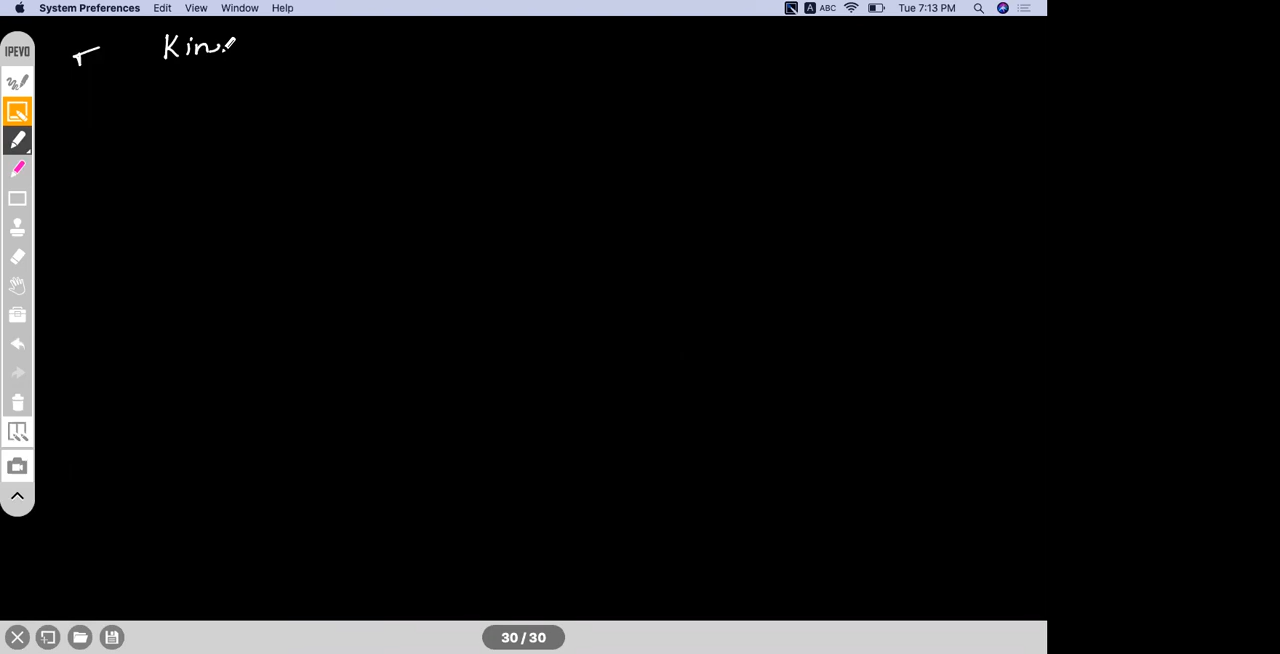 System Preferences Edit View Window Help A ABC Tue 7:13 PM
IPEVO
Kin
30 / 30